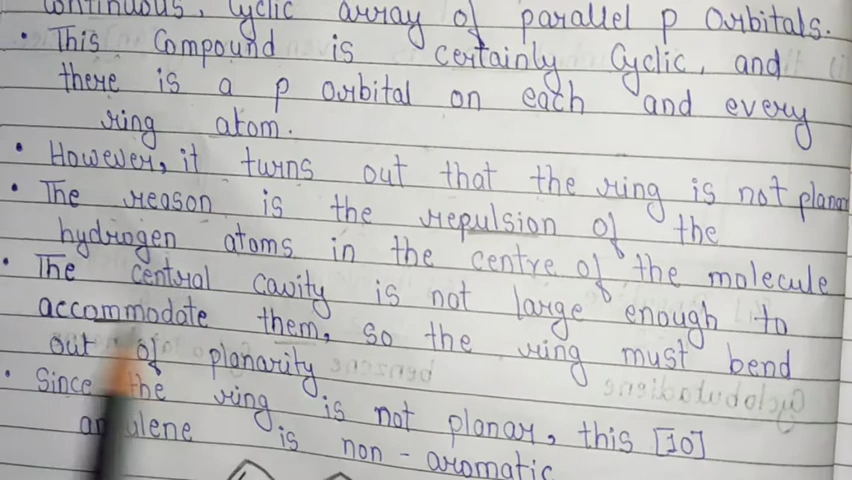 continuous, cyclic array of parallel p orbitals.
• This Compound is certainly Cyclic, and
there is a p orbital on each and every
ring atom.
• However, it turns out that the ring is not planar
• The reason is the repulsion of the
hydrogen atoms in the centre of the molecule
• The central cavity is not large enough to
accommodate them, so the ring must bend
out of planarity
• Since the ring is not planar, this [10]
is non-aromatic